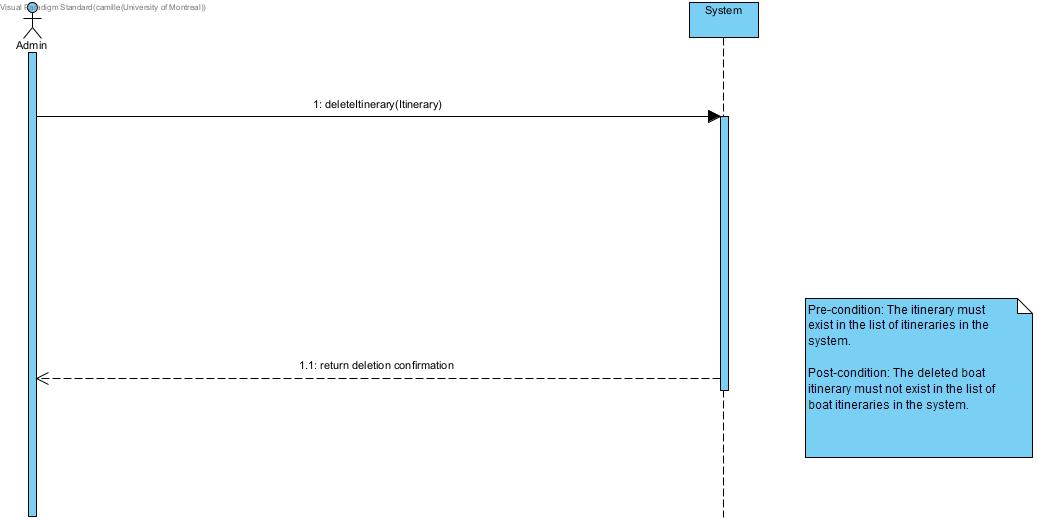 Visual Paradigm Standard(camille(University of Montreal))
System
Admin
1: deleteItinerary(Itinerary)
Pre-condition: The itinerary must
exist in the list of itineraries in the
system.
1.1: return deletion confirmation
Post-condition: The deleted boat
itinerary must not exist in the list of
boat itineraries in the system.